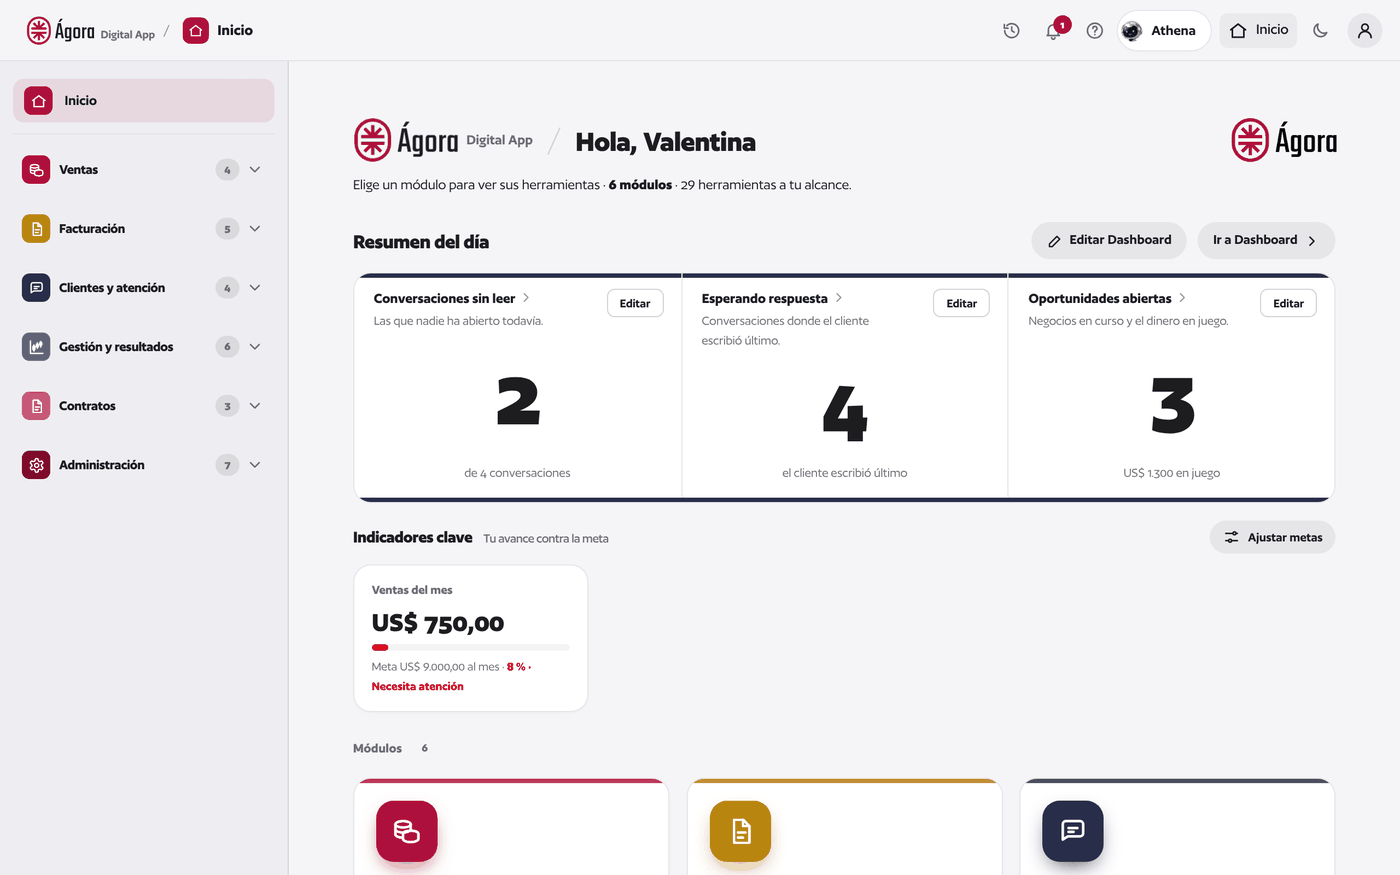 Ágora Digital App / Inicio
1
Athena
Inicio
Inicio
Ventas 4
Facturación 5
Clientes y atención 4
Gestión y resultados 6
Contratos 3
Administración 7
Ágora Digital App / Hola, Valentina
Ágora
Elige un módulo para ver sus herramientas · 6 módulos · 29 herramientas a tu alcance.
Resumen del día
Editar Dashboard
Ir a Dashboard
Conversaciones sin leer
Editar
Las que nadie ha abierto todavía.
2
de 4 conversaciones
Esperando respuesta
Editar
Conversaciones donde el cliente
escribió último.
4
el cliente escribió último
Oportunidades abiertas
Editar
Negocios en curso y el dinero en juego.
3
US$ 1.300 en juego
Indicadores clave Tu avance contra la meta
Ajustar metas
Ventas del mes
US$ 750,00
Meta US$ 9.000,00 al mes · 8 % ·
Necesita atención
Módulos 6